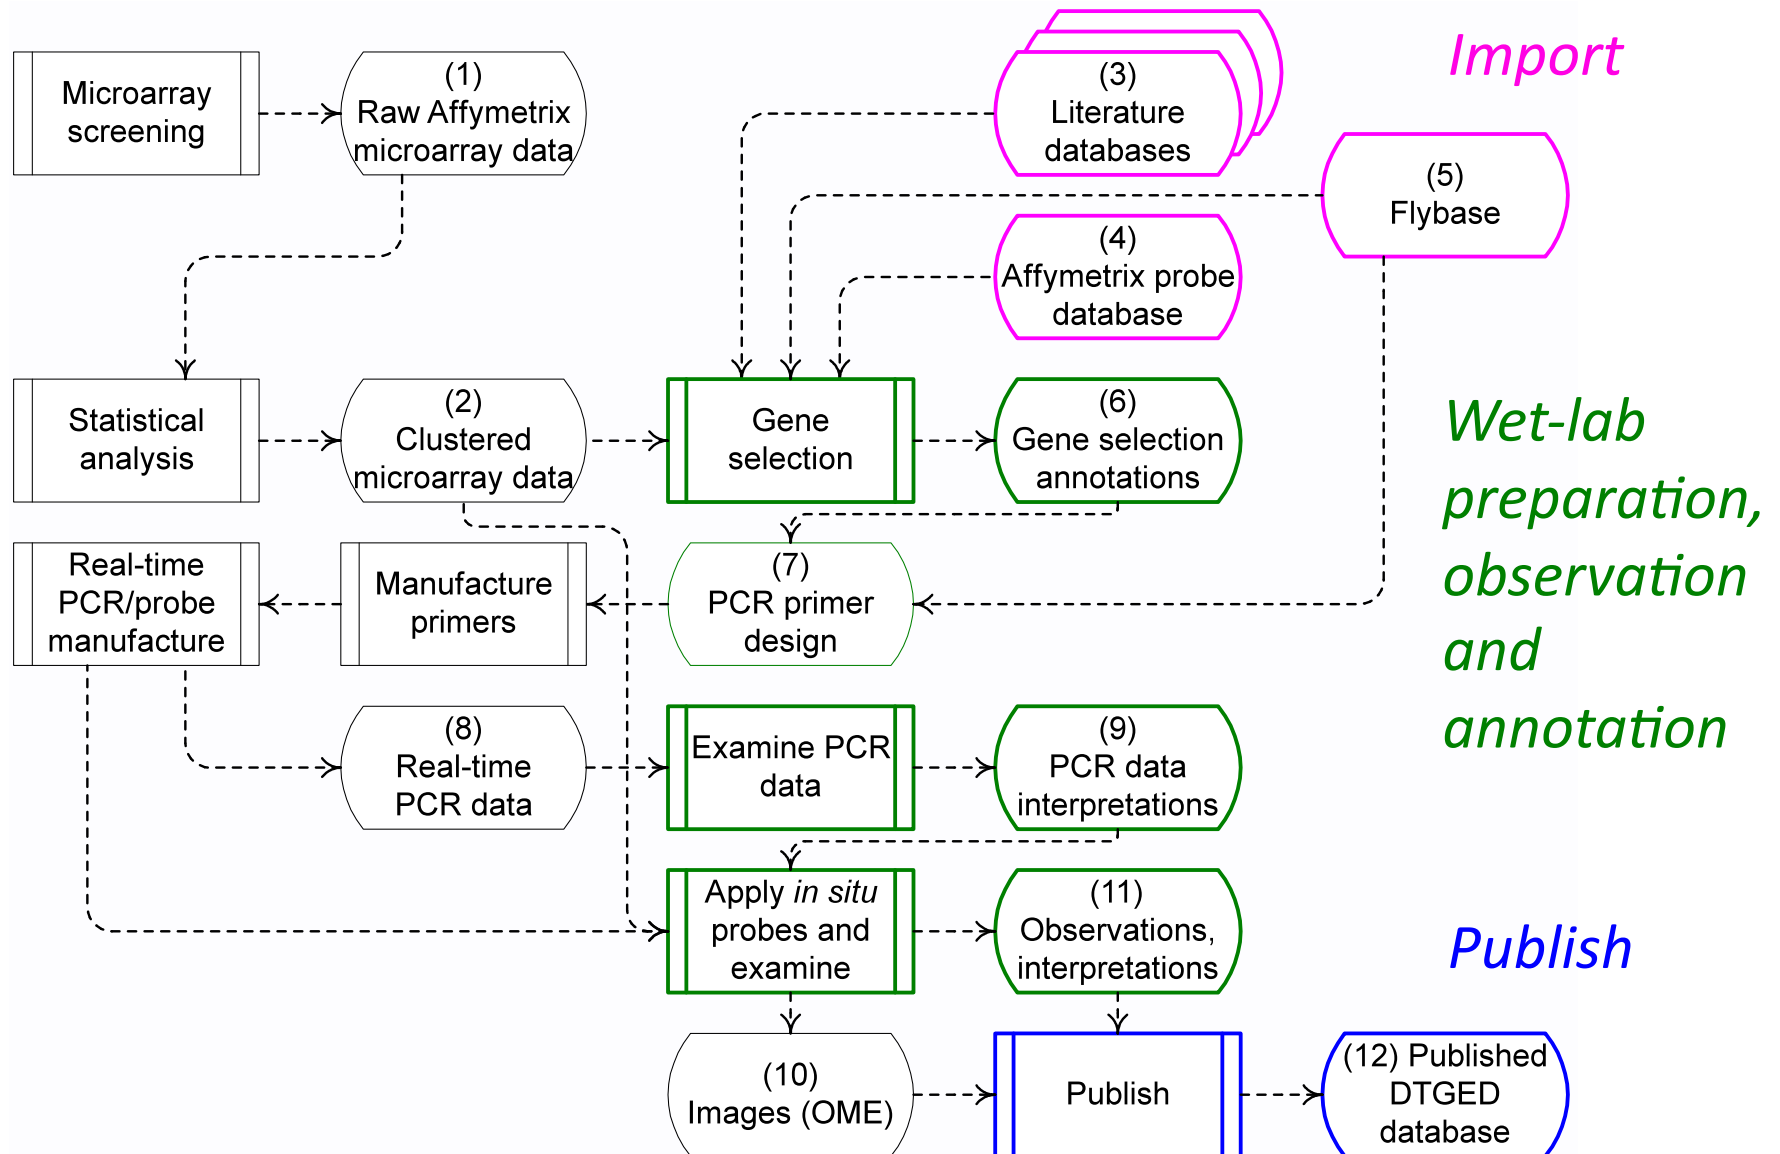 Microarray
screening
(1)
Raw Affymetrix
microarray data
(3)
Literature
databases
Import
(5)
Flybase
(4)
Affymetrix probe
database
Statistical
analysis
(2)
Clustered
microarray data
Gene
selection
(6)
Gene selection
annotations
Wet-lab
preparation,
observation
and
annotation
Real-time
PCR/probe
manufacture
Manufacture
primers
(7)
PCR primer
design
(8)
Real-time
PCR data
Examine PCR
data
(9)
PCR data
interpretations
Apply in situ
probes and
examine
(11)
Observations,
interpretations
Publish
(10)
Images (OME)
Publish
(12) Published
DTGED
database